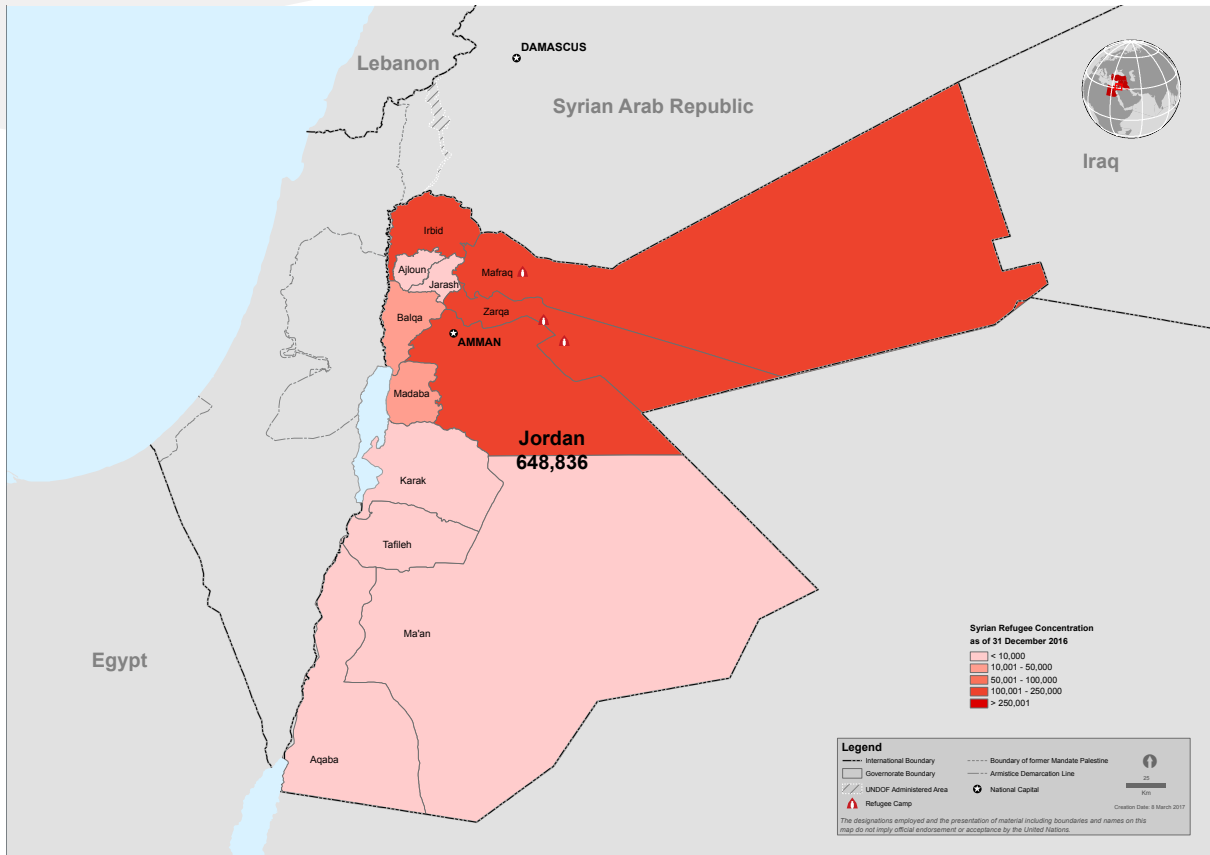 DAMASCUS
Lebanon
Syrian Arab Republic
Iraq
Irbid
Ajloun
Jarash
Mafraq
Balqa
Zarqa
AMMAN
Madaba
Jordan
648,836
Karak
Tafileh
Ma'an
Egypt
Aqaba
Syrian Refugee Concentration
as of 31 December 2016
< 10,000
10,001 - 50,000
50,001 - 100,000
100,001 - 250,000
> 250,001
Legend
International Boundary
Boundary of former Mandate Palestine
Governorate Boundary
Armistice Demarcation Line
UNDOF Administered Area
National Capital
Refugee Camp
25
Km
Creation Date: 8 March 2017
The designations employed and the presentation of material including boundaries and names on this
map do not imply official endorsement or acceptance by the United Nations.